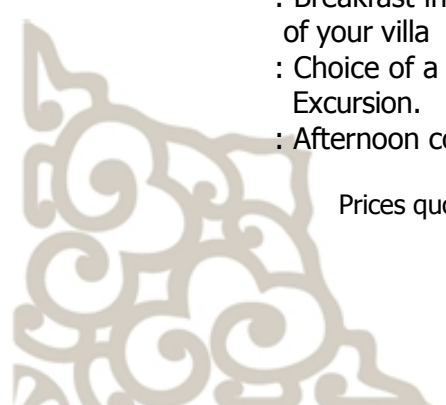 : Breakfast in
of your villa
: Choice of a
Excursion.
: Afternoon co
Prices quo